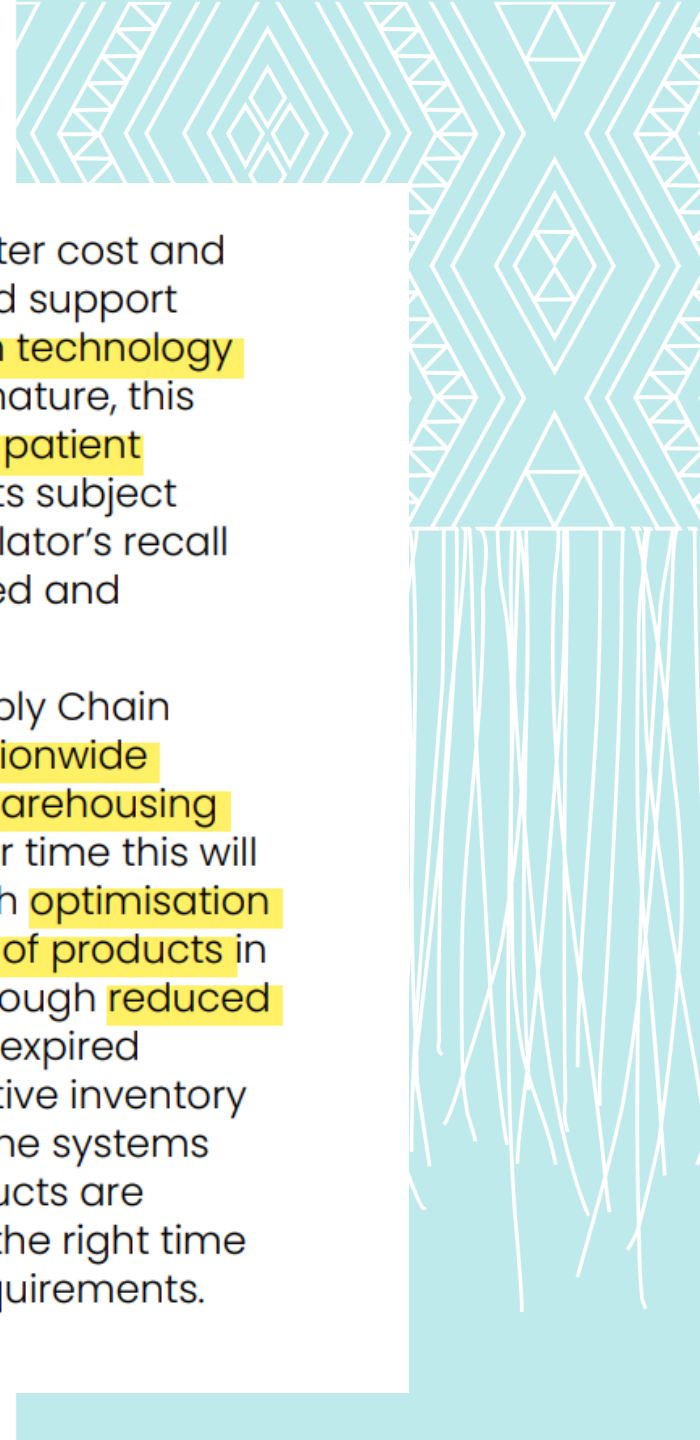 ter cost and
d support
n technology
nature, this
patient
ts subject
lator’s recall
ed and
ply Chain
ionwide
arehousing
r time this will
h optimisation
of products in
ough reduced
expired
tive inventory
ne systems
ucts are
the right time
quirements.